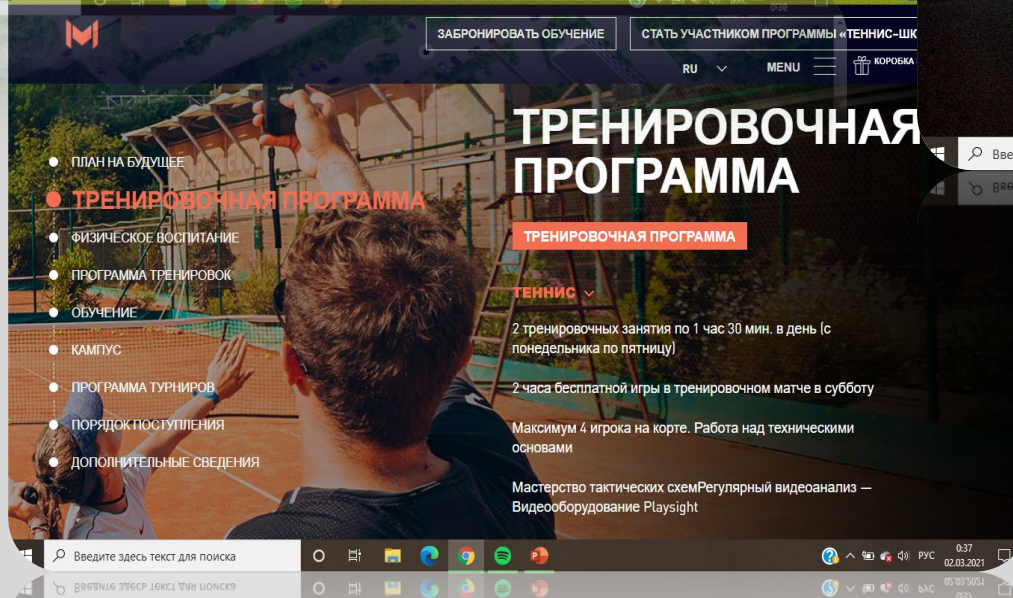 ЗАБРОНИРОВАТЬ ОБУЧЕНИЕ
СТАТЬ УЧАСТНИКОМ ПРОГРАММЫ «ТЕННИС-ШК
RU
MENU
КОРОБКА
ПЛАН НА БУДУЩЕЕ
ТРЕНИРОВОЧНАЯ ПРОГРАММА
ФИЗИЧЕСКОЕ ВОСПИТАНИЕ
ПРОГРАММА ТРЕНИРОВОК
ОБУЧЕНИЕ
КАМПУС
ПРОГРАММА ТУРНИРОВ
ПОРЯДОК ПОСТУПЛЕНИЯ
ДОПОЛНИТЕЛЬНЫЕ СВЕДЕНИЯ
ТРЕНИРОВОЧНАЯ
ПРОГРАММА
ТРЕНИРОВОЧНАЯ ПРОГРАММА
ТЕННИС
2 тренировочных занятия по 1 час 30 мин. в день (с
понедельника по пятницу)
2 часа бесплатной игры в тренировочном матче в субботу
Максимум 4 игрока на корте. Работа над техническими
основами
Мастерство тактических схемРегулярный видеоанализ —
Видеооборудование Playsight
Вве
Введите здесь текст для поиска
РУС
0:37
02.03.2021